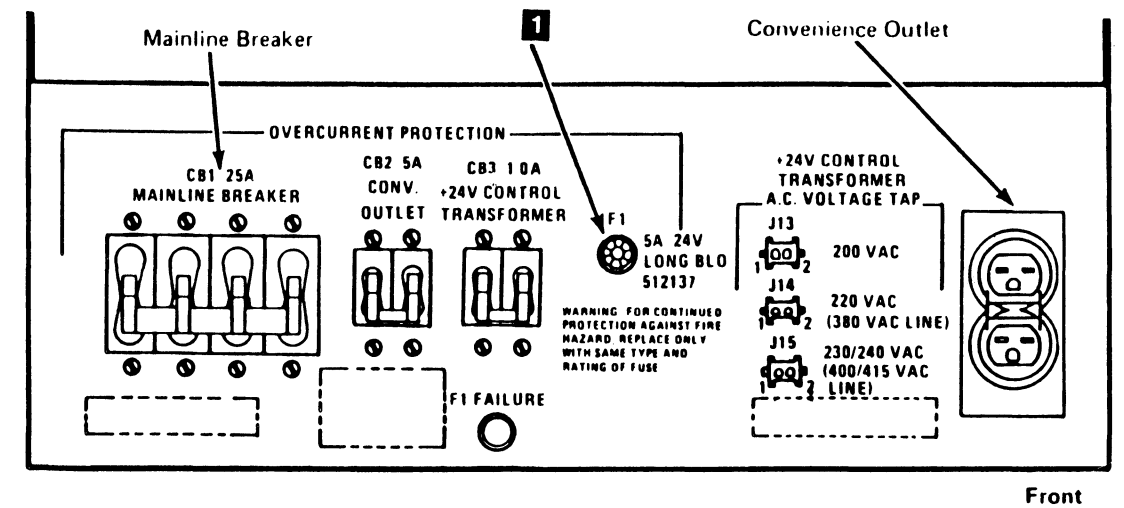 Mainline Breaker
1
Convenience Outlet
OVERCURRENT PROTECTION
CB1 25A
MAINLINE BREAKER
CB2 5A
CONV.
OUTLET
CB3 10A
+24V CONTROL
TRANSFORMER
F1
5A 24V
LONG BLO
512137
WARNING FOR CONTINUED
PROTECTION AGAINST FIRE
HAZARD, REPLACE ONLY
WITH SAME TYPE AND
RATING OF FUSE
F1 FAILURE
+24V CONTROL
TRANSFORMER
A.C. VOLTAGE TAP
J13
1 2
200 VAC
J14
1 2
220 VAC
(380 VAC LINE)
J15
1 2
230/240 VAC
(400/415 VAC
LINE)
Front